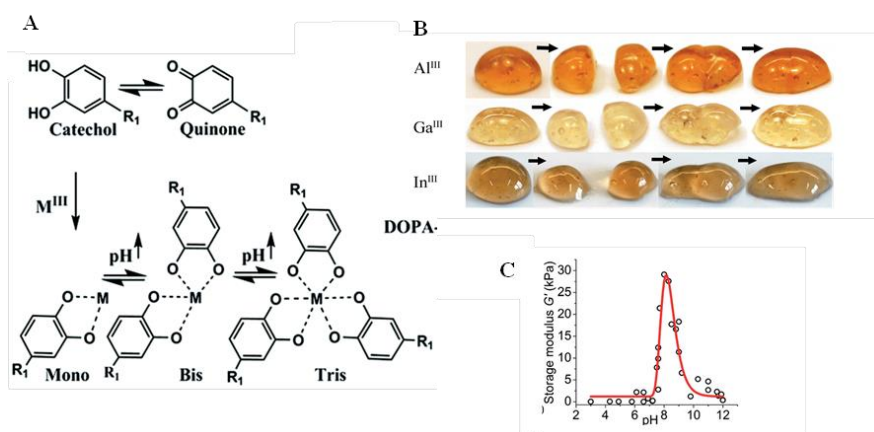 A
HO
HO
R₁
Catechol
O
O
R₁
Quinone
M^III
pH
pH
R₁
R₁
O
O
O
O
M
M
M
O
O
O
O
O
O
O
O
R₁
R₁
R₁
Mono
Bis
Tris
DOPA-
B
Al^III
Ga^III
In^III
C
Storage modulus G' (kPa)
30
25
20
15
10
5
0
2 4 6 8 10 12
pH